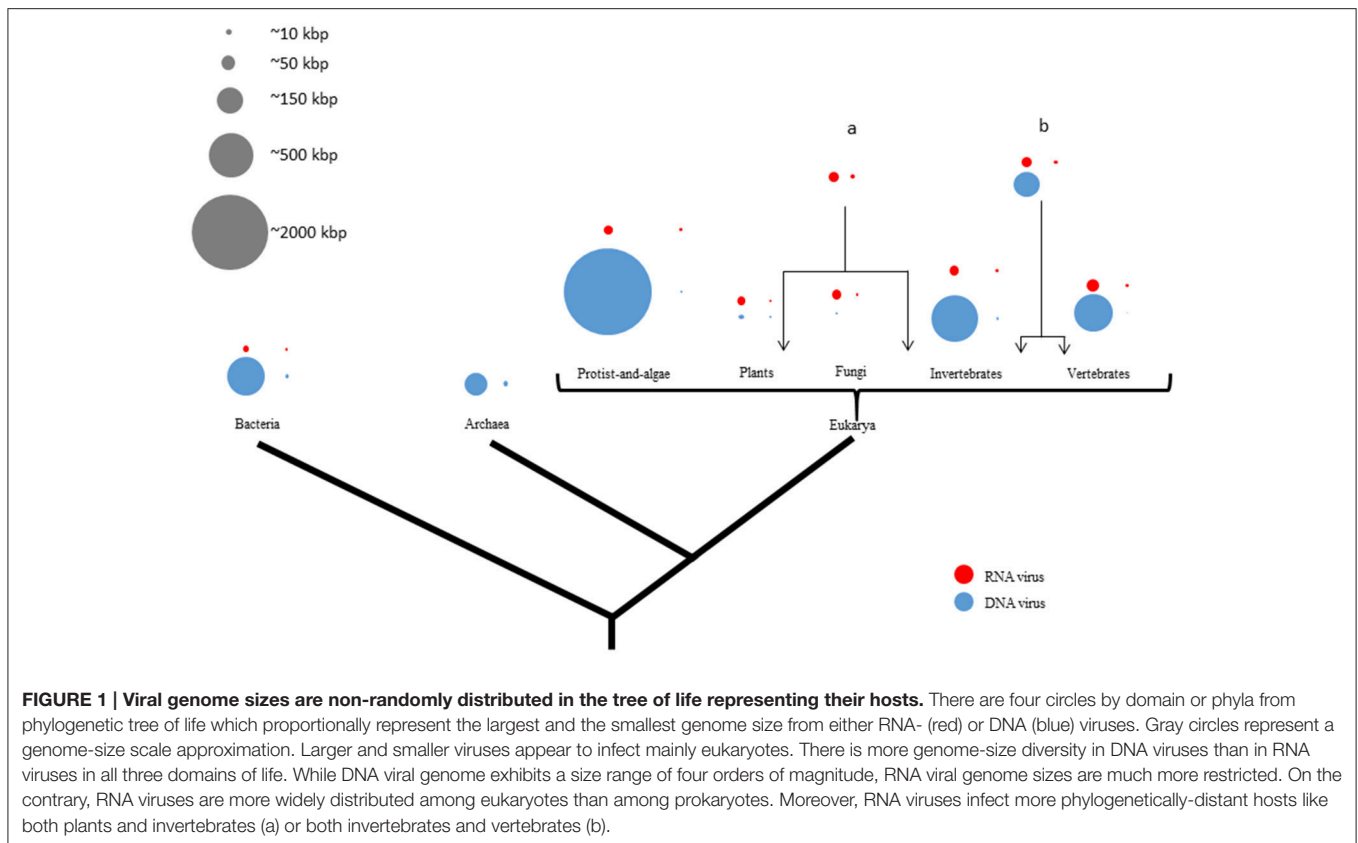 ~10 kbp
~50 kbp
~150 kbp
~500 kbp
~2000 kbp
a
b
Protist-and-algae
Plants
Fungi
Invertebrates
Vertebrates
Bacteria
Archaea
Eukarya
RNA virus
DNA virus
FIGURE 1 | Viral genome sizes are non-randomly distributed in the tree of life representing their hosts. There are four circles by domain or phyla from
phylogenetic tree of life which proportionally represent the largest and the smallest genome size from either RNA- (red) or DNA (blue) viruses. Gray circles represent a
genome-size scale approximation. Larger and smaller viruses appear to infect mainly eukaryotes. There is more genome-size diversity in DNA viruses than in RNA
viruses in all three domains of life. While DNA viral genome exhibits a size range of four orders of magnitude, RNA viral genome sizes are much more restricted. On the
contrary, RNA viruses are more widely distributed among eukaryotes than among prokaryotes. Moreover, RNA viruses infect more phylogenetically-distant hosts like
both plants and invertebrates (a) or both invertebrates and vertebrates (b).